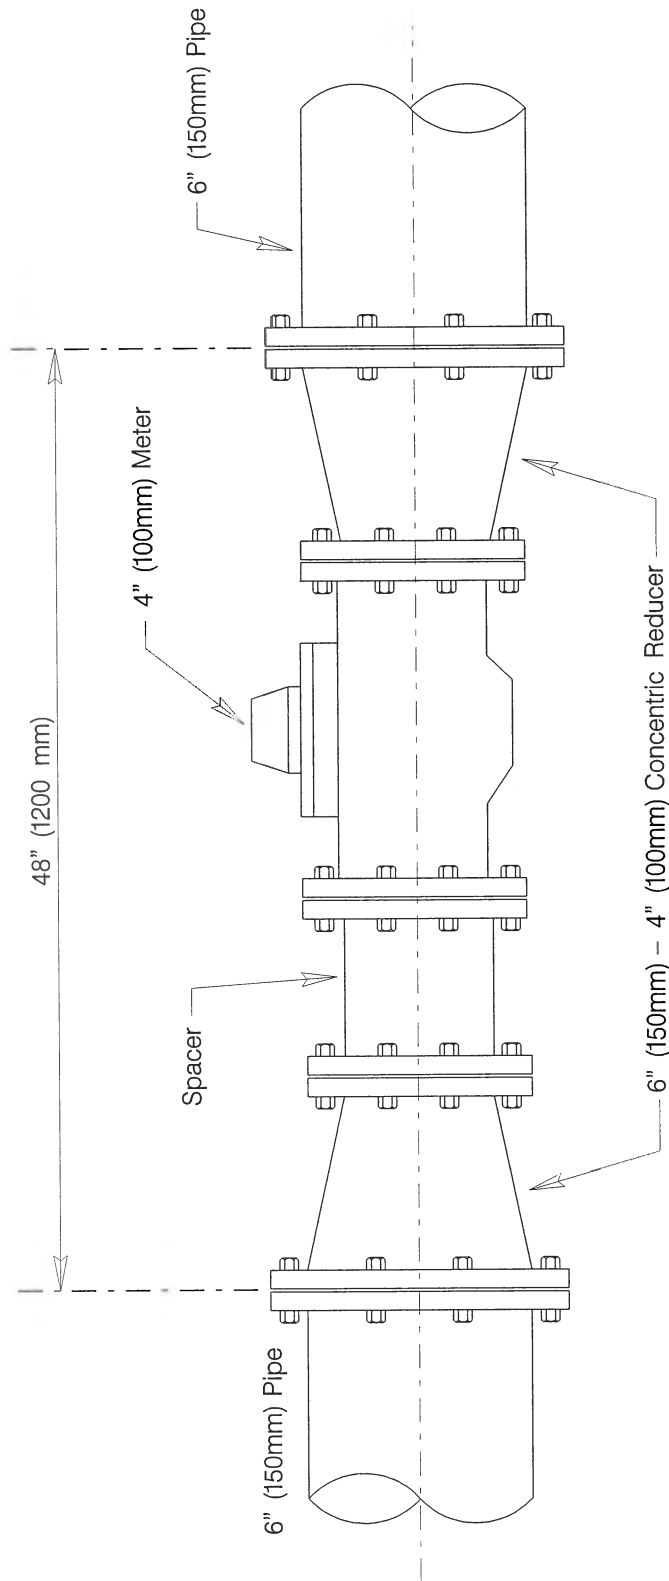 48” (1200 mm)
4” (100mm) Meter
6” (150mm) Pipe
Spacer
6” (150mm) Pipe
6” (150mm) – 4” (100mm) Concentric Reducer